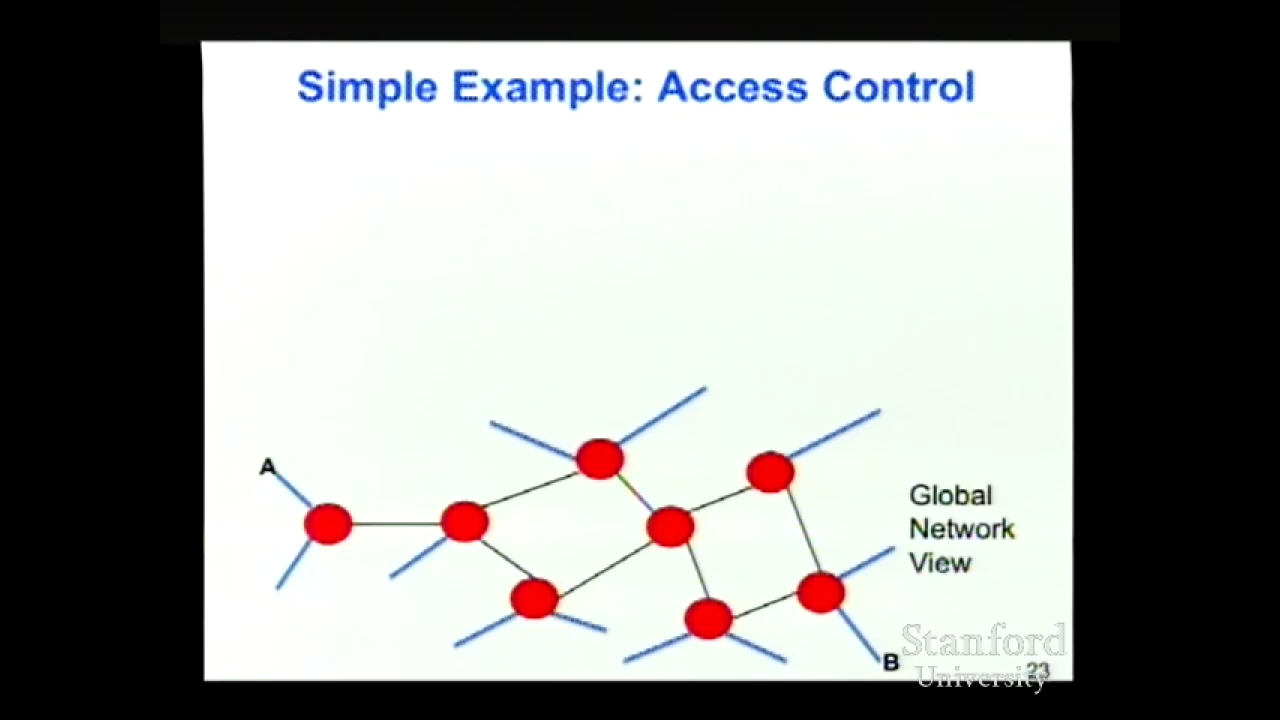 Simple Example: Access Control
A
Global
Network
View
B
Stanford
University
23